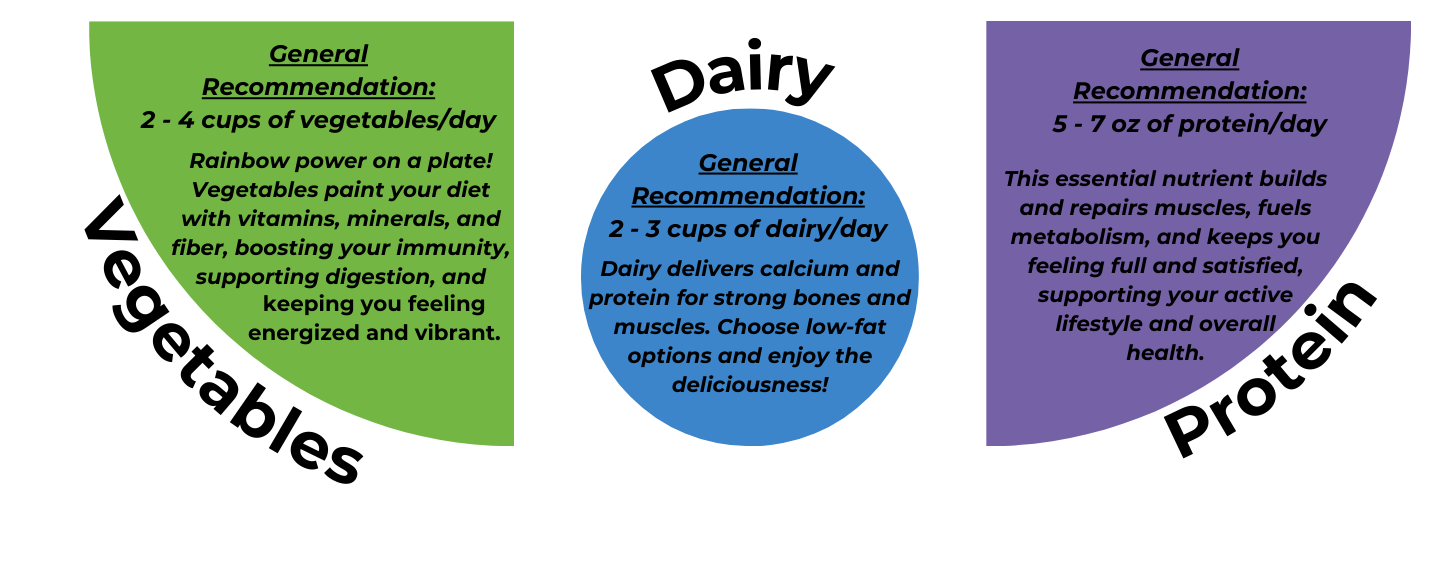 General
Recommendation:
2 - 4 cups of vegetables/day
Rainbow power on a plate!
Vegetables paint your diet
with vitamins, minerals, and
fiber, boosting your immunity,
supporting digestion, and
keeping you feeling
energized and vibrant.
Vegetables
Dairy
General
Recommendation:
2 - 3 cups of dairy/day
Dairy delivers calcium and
protein for strong bones and
muscles. Choose low-fat
options and enjoy the
deliciousness!
General
Recommendation:
5 - 7 oz of protein/day
This essential nutrient builds
and repairs muscles, fuels
metabolism, and keeps you
feeling full and satisfied,
supporting your active
lifestyle and overall
health.
Protein